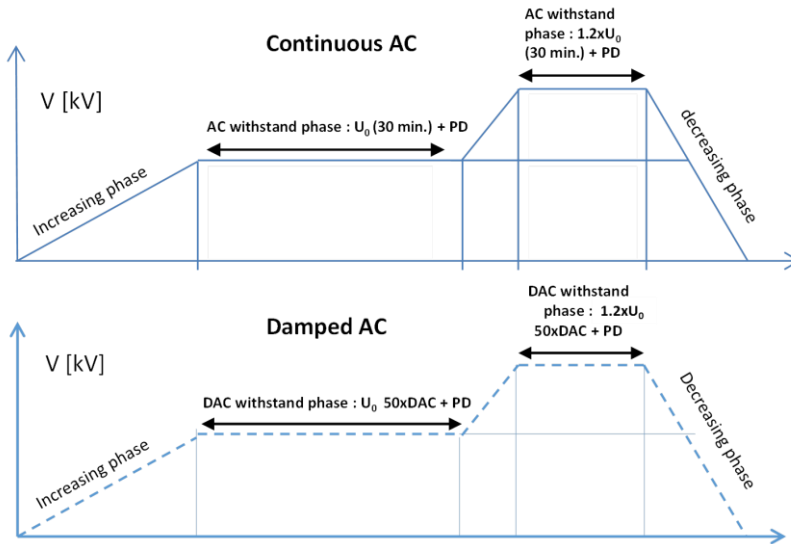 Continuous AC
AC withstand
phase : 1.2xU₀
(30 min.) + PD
V [kV]
AC withstand phase : U₀ (30 min.) + PD
Increasing phase
decreasing phase
Damped AC
DAC withstand
phase : 1.2xU₀
50xDAC + PD
V [kV]
DAC withstand phase : U₀ 50xDAC + PD
Increasing phase
Decreasing phase